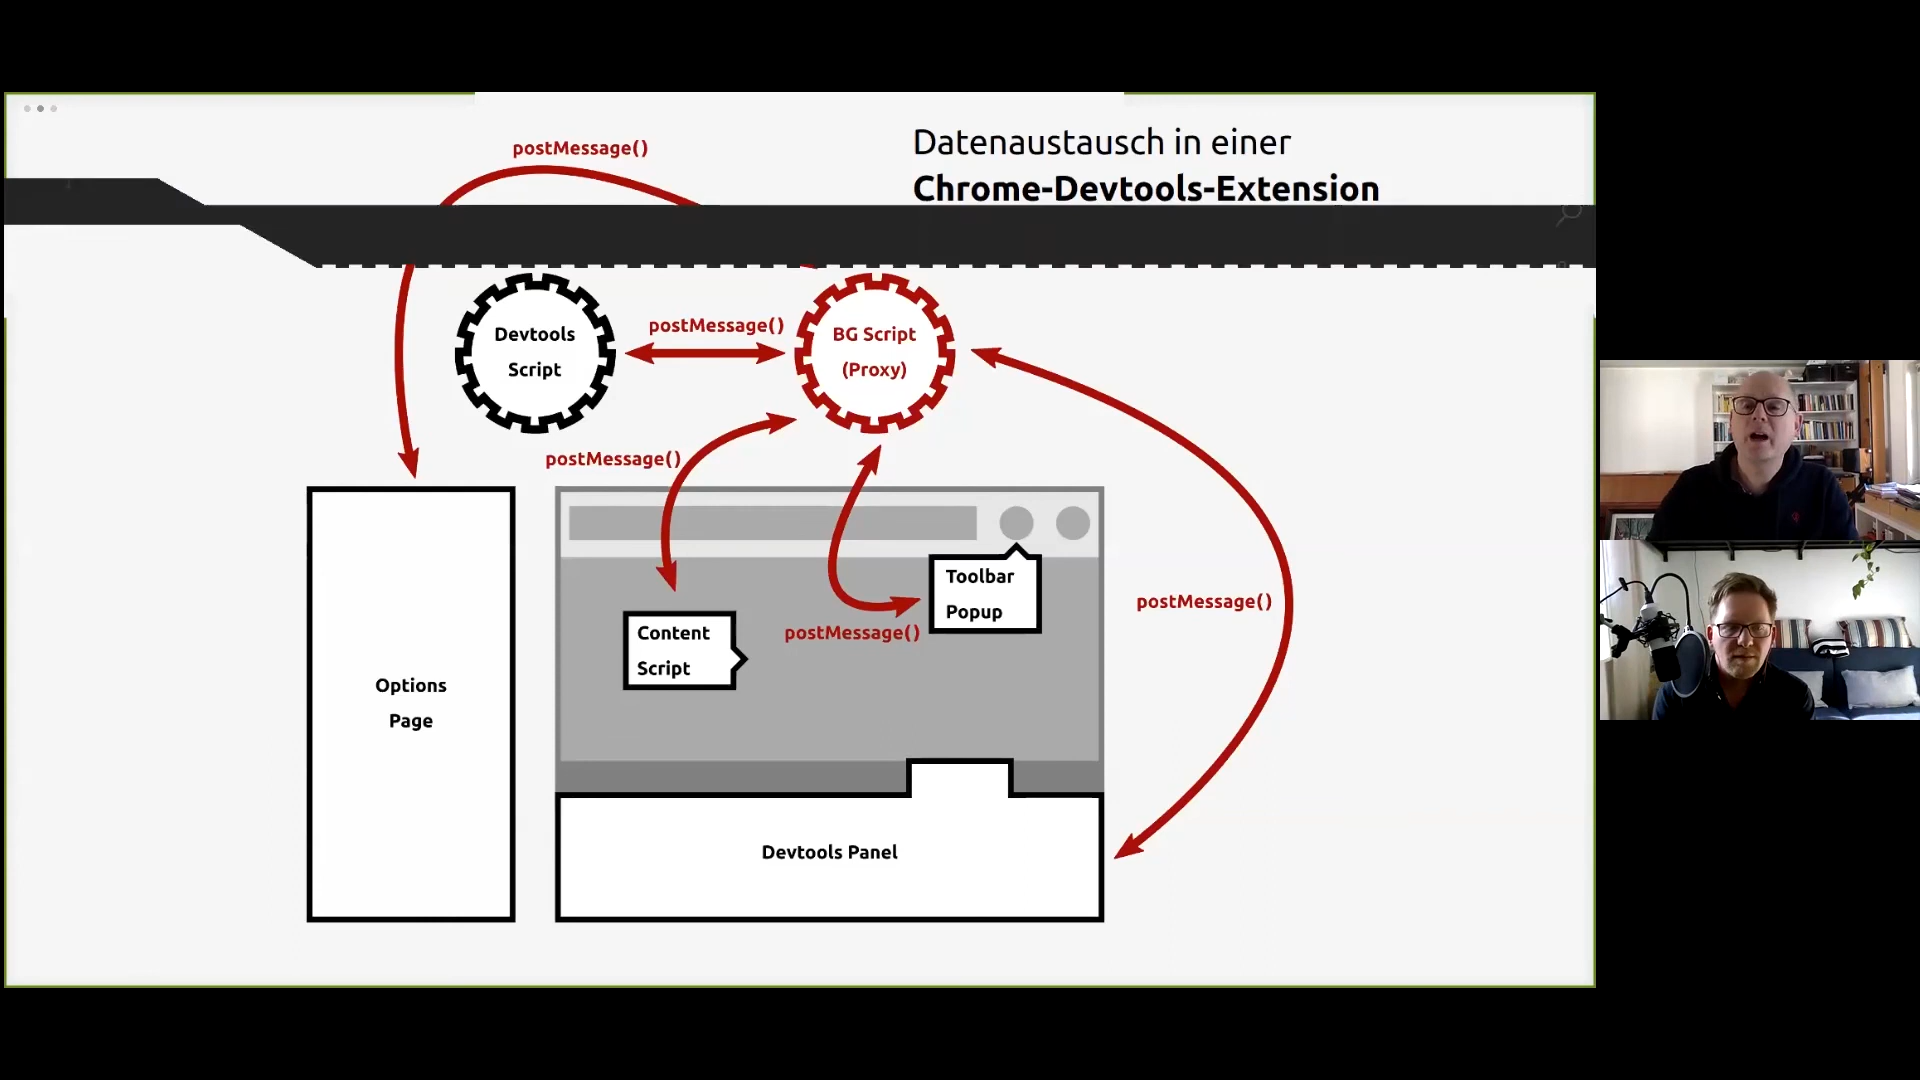 postMessage()
Datenaustausch in einer
Chrome-Devtools-Extension
Devtools
Script
postMessage()
BG Script
(Proxy)
postMessage()
Toolbar
Popup
postMessage()
Content
Script
postMessage()
Options
Page
Devtools Panel